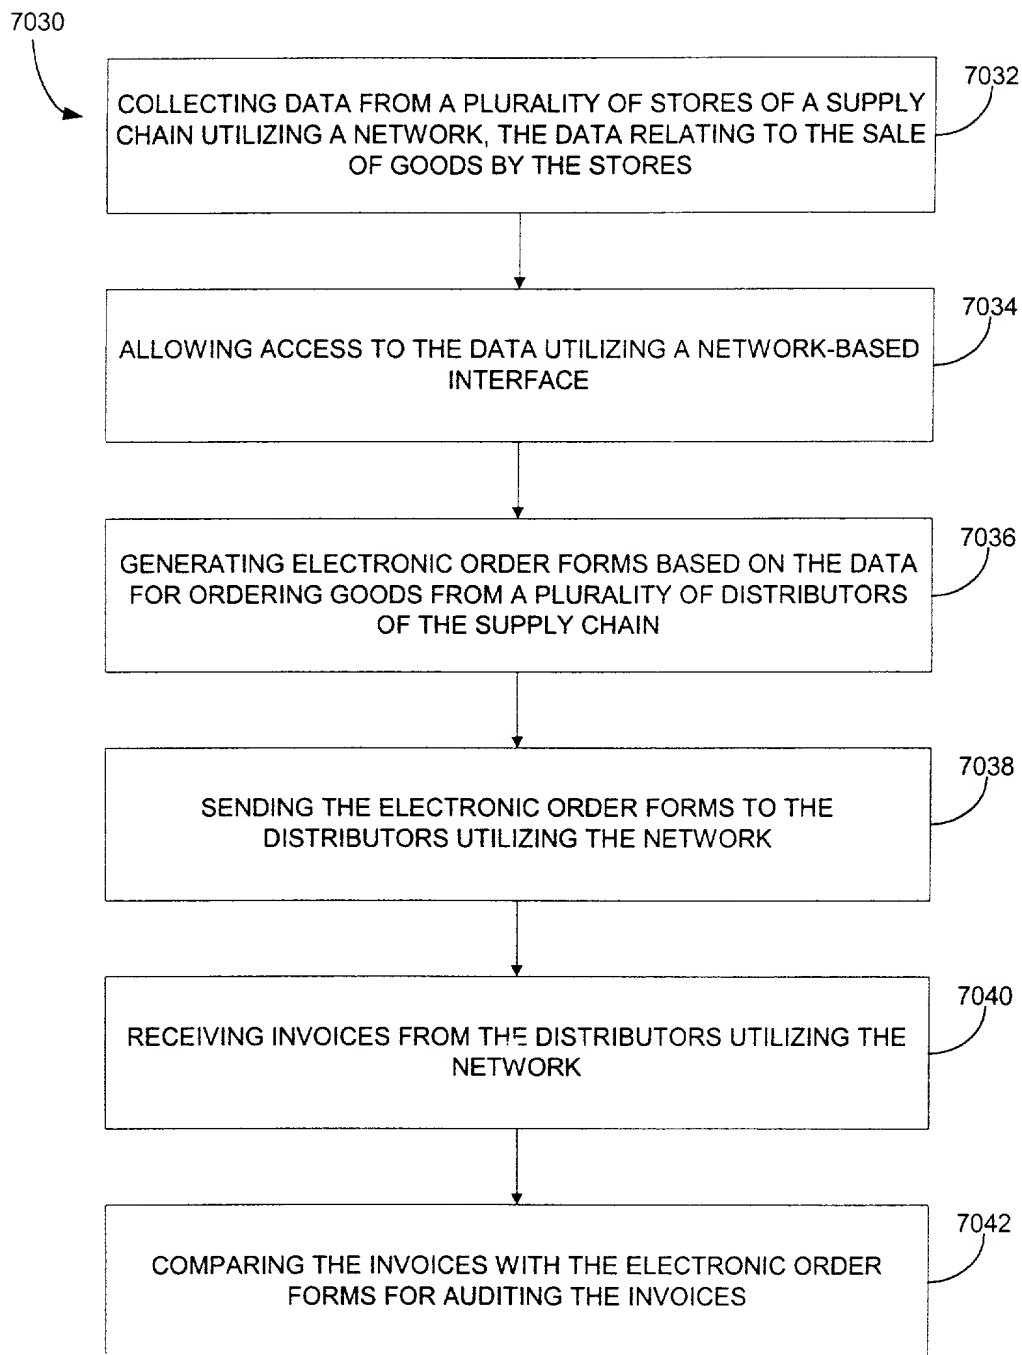 7030
7032
COLLECTING DATA FROM A PLURALITY OF STORES OF A SUPPLY
CHAIN UTILIZING A NETWORK, THE DATA RELATING TO THE SALE
OF GOODS BY THE STORES
7034
ALLOWING ACCESS TO THE DATA UTILIZING A NETWORK-BASED
INTERFACE
7036
GENERATING ELECTRONIC ORDER FORMS BASED ON THE DATA
FOR ORDERING GOODS FROM A PLURALITY OF DISTRIBUTORS
OF THE SUPPLY CHAIN
7038
SENDING THE ELECTRONIC ORDER FORMS TO THE
DISTRIBUTORS UTILIZING THE NETWORK
7040
RECEIVING INVOICES FROM THE DISTRIBUTORS UTILIZING THE
NETWORK
7042
COMPARING THE INVOICES WITH THE ELECTRONIC ORDER
FORMS FOR AUDITING THE INVOICES